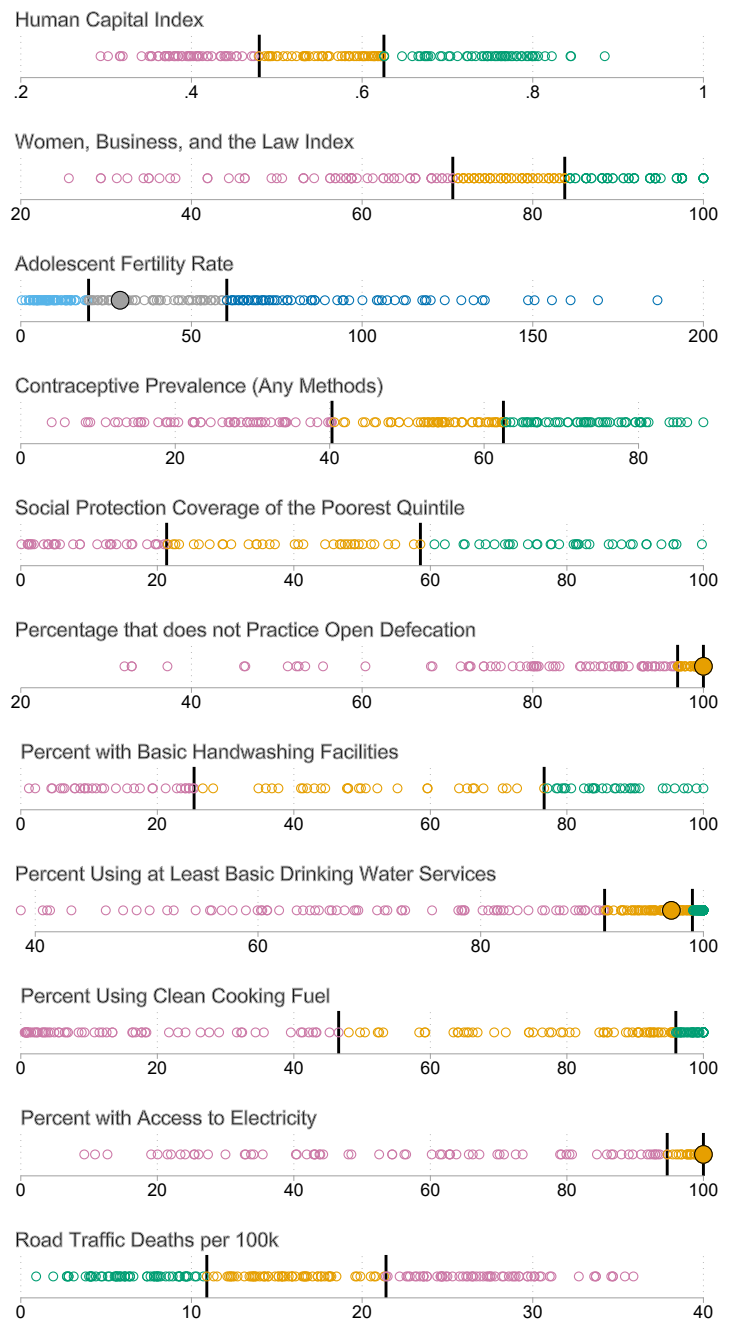 Human Capital Index
.2 .4 .6 .8 1
Women, Business, and the Law Index
20 40 60 80 100
Adolescent Fertility Rate
0 50 100 150 200
Contraceptive Prevalence (Any Methods)
0 20 40 60 80
Social Protection Coverage of the Poorest Quintile
0 20 40 60 80 100
Percentage that does not Practice Open Defecation
20 40 60 80 100
Percent with Basic Handwashing Facilities
0 20 40 60 80 100
Percent Using at Least Basic Drinking Water Services
40 60 80 100
Percent Using Clean Cooking Fuel
0 20 40 60 80 100
Percent with Access to Electricity
0 20 40 60 80 100
Road Traffic Deaths per 100k
0 10 20 30 40